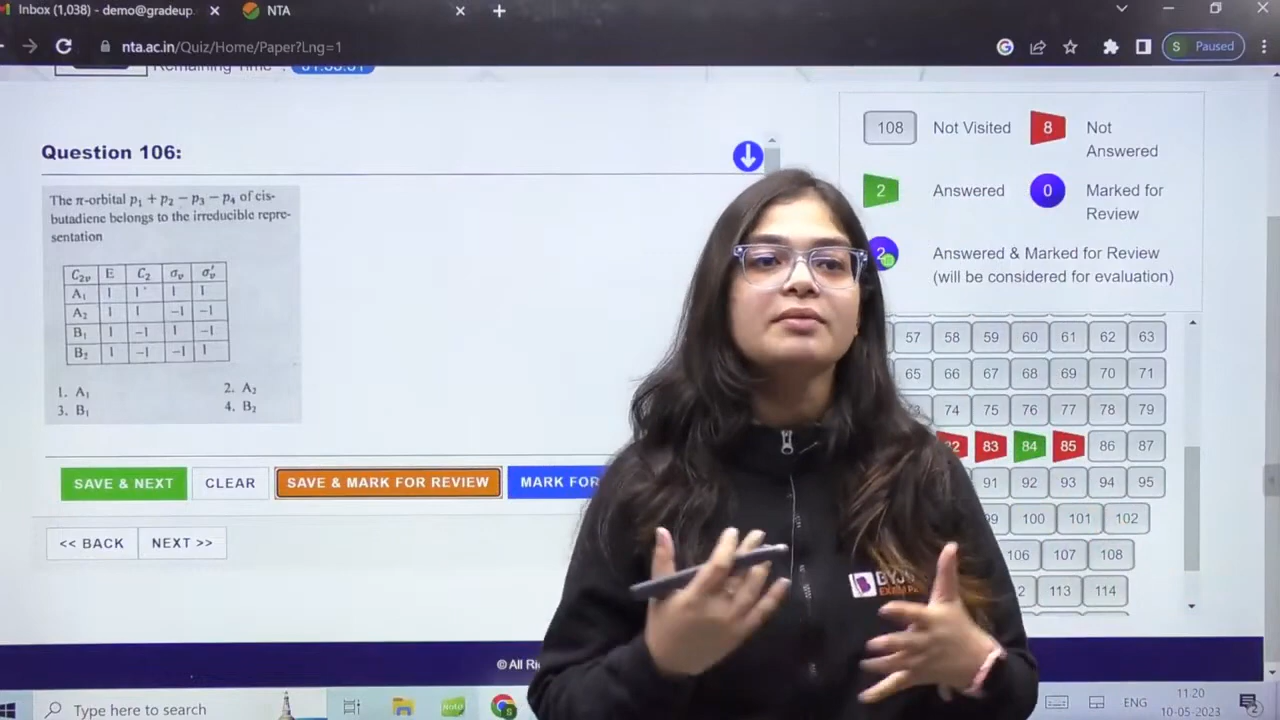 Inbox (1,038) - demo@gradeup.
NTA
nta.ac.in/Quiz/Home/Paper?Lng=1
S Paused
Remaining Time :
Question 106:
The π-orbital p₁ + p₂ − p₃ − p₄ of cis-
butadiene belongs to the irreducible repre-
sentation
C₂ᵥ E C₂ σᵥ σ′ᵥ
A₁ 1 1 1 1
A₂ 1 1 −1 −1
B₁ 1 −1 1 −1
B₂ 1 −1 −1 1
1. A₁ 2. A₂
3. B₁ 4. B₂
SAVE & NEXT CLEAR SAVE & MARK FOR REVIEW MARK FOR
<< BACK NEXT >>
108 Not Visited 8 Not
Answered
2 Answered 0 Marked for
Review
2 Answered & Marked for Review
(will be considered for evaluation)
57 58 59 60 61 62 63
65 66 67 68 69 70 71
74 75 76 77 78 79
83 84 85 86 87
91 92 93 94 95
100 101 102
106 107 108
113 114
© All
Type here to search
ENG
11:20
10-05-2023
2